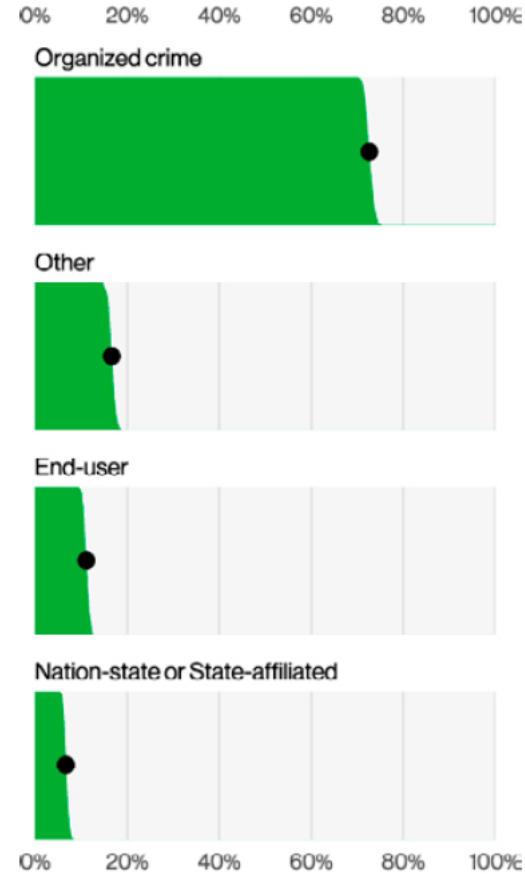 0% 20% 40% 60% 80% 100%
Organized crime
Other
End-user
Nation-state or State-affiliated
0% 20% 40% 60% 80% 100%